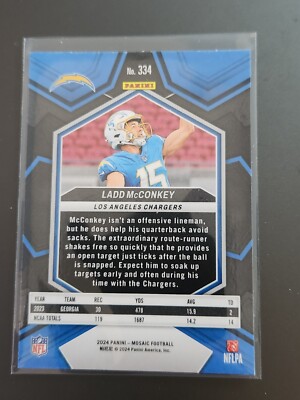 No. 334
PANINI
15
LADD McCONKEY
LOS ANGELES CHARGERS
McConkey isn't an offensive lineman,
but he does help his quarterback avoid
sacks. The extraordinary route-runner
shakes free so quickly that he provides
an open target just ticks after the ball
is snapped. Expect him to soak up
targets early and often during his
time with the Chargers.
YEAR TEAM REC YDS AVG TD
2023 GEORGIA 30 478 15.9 2
NCAA TOTALS 119 1687 14.2 14
NFL
2024 PANINI - MOSAIC FOOTBALL
© 2024 Panini America, Inc.
NFLPA